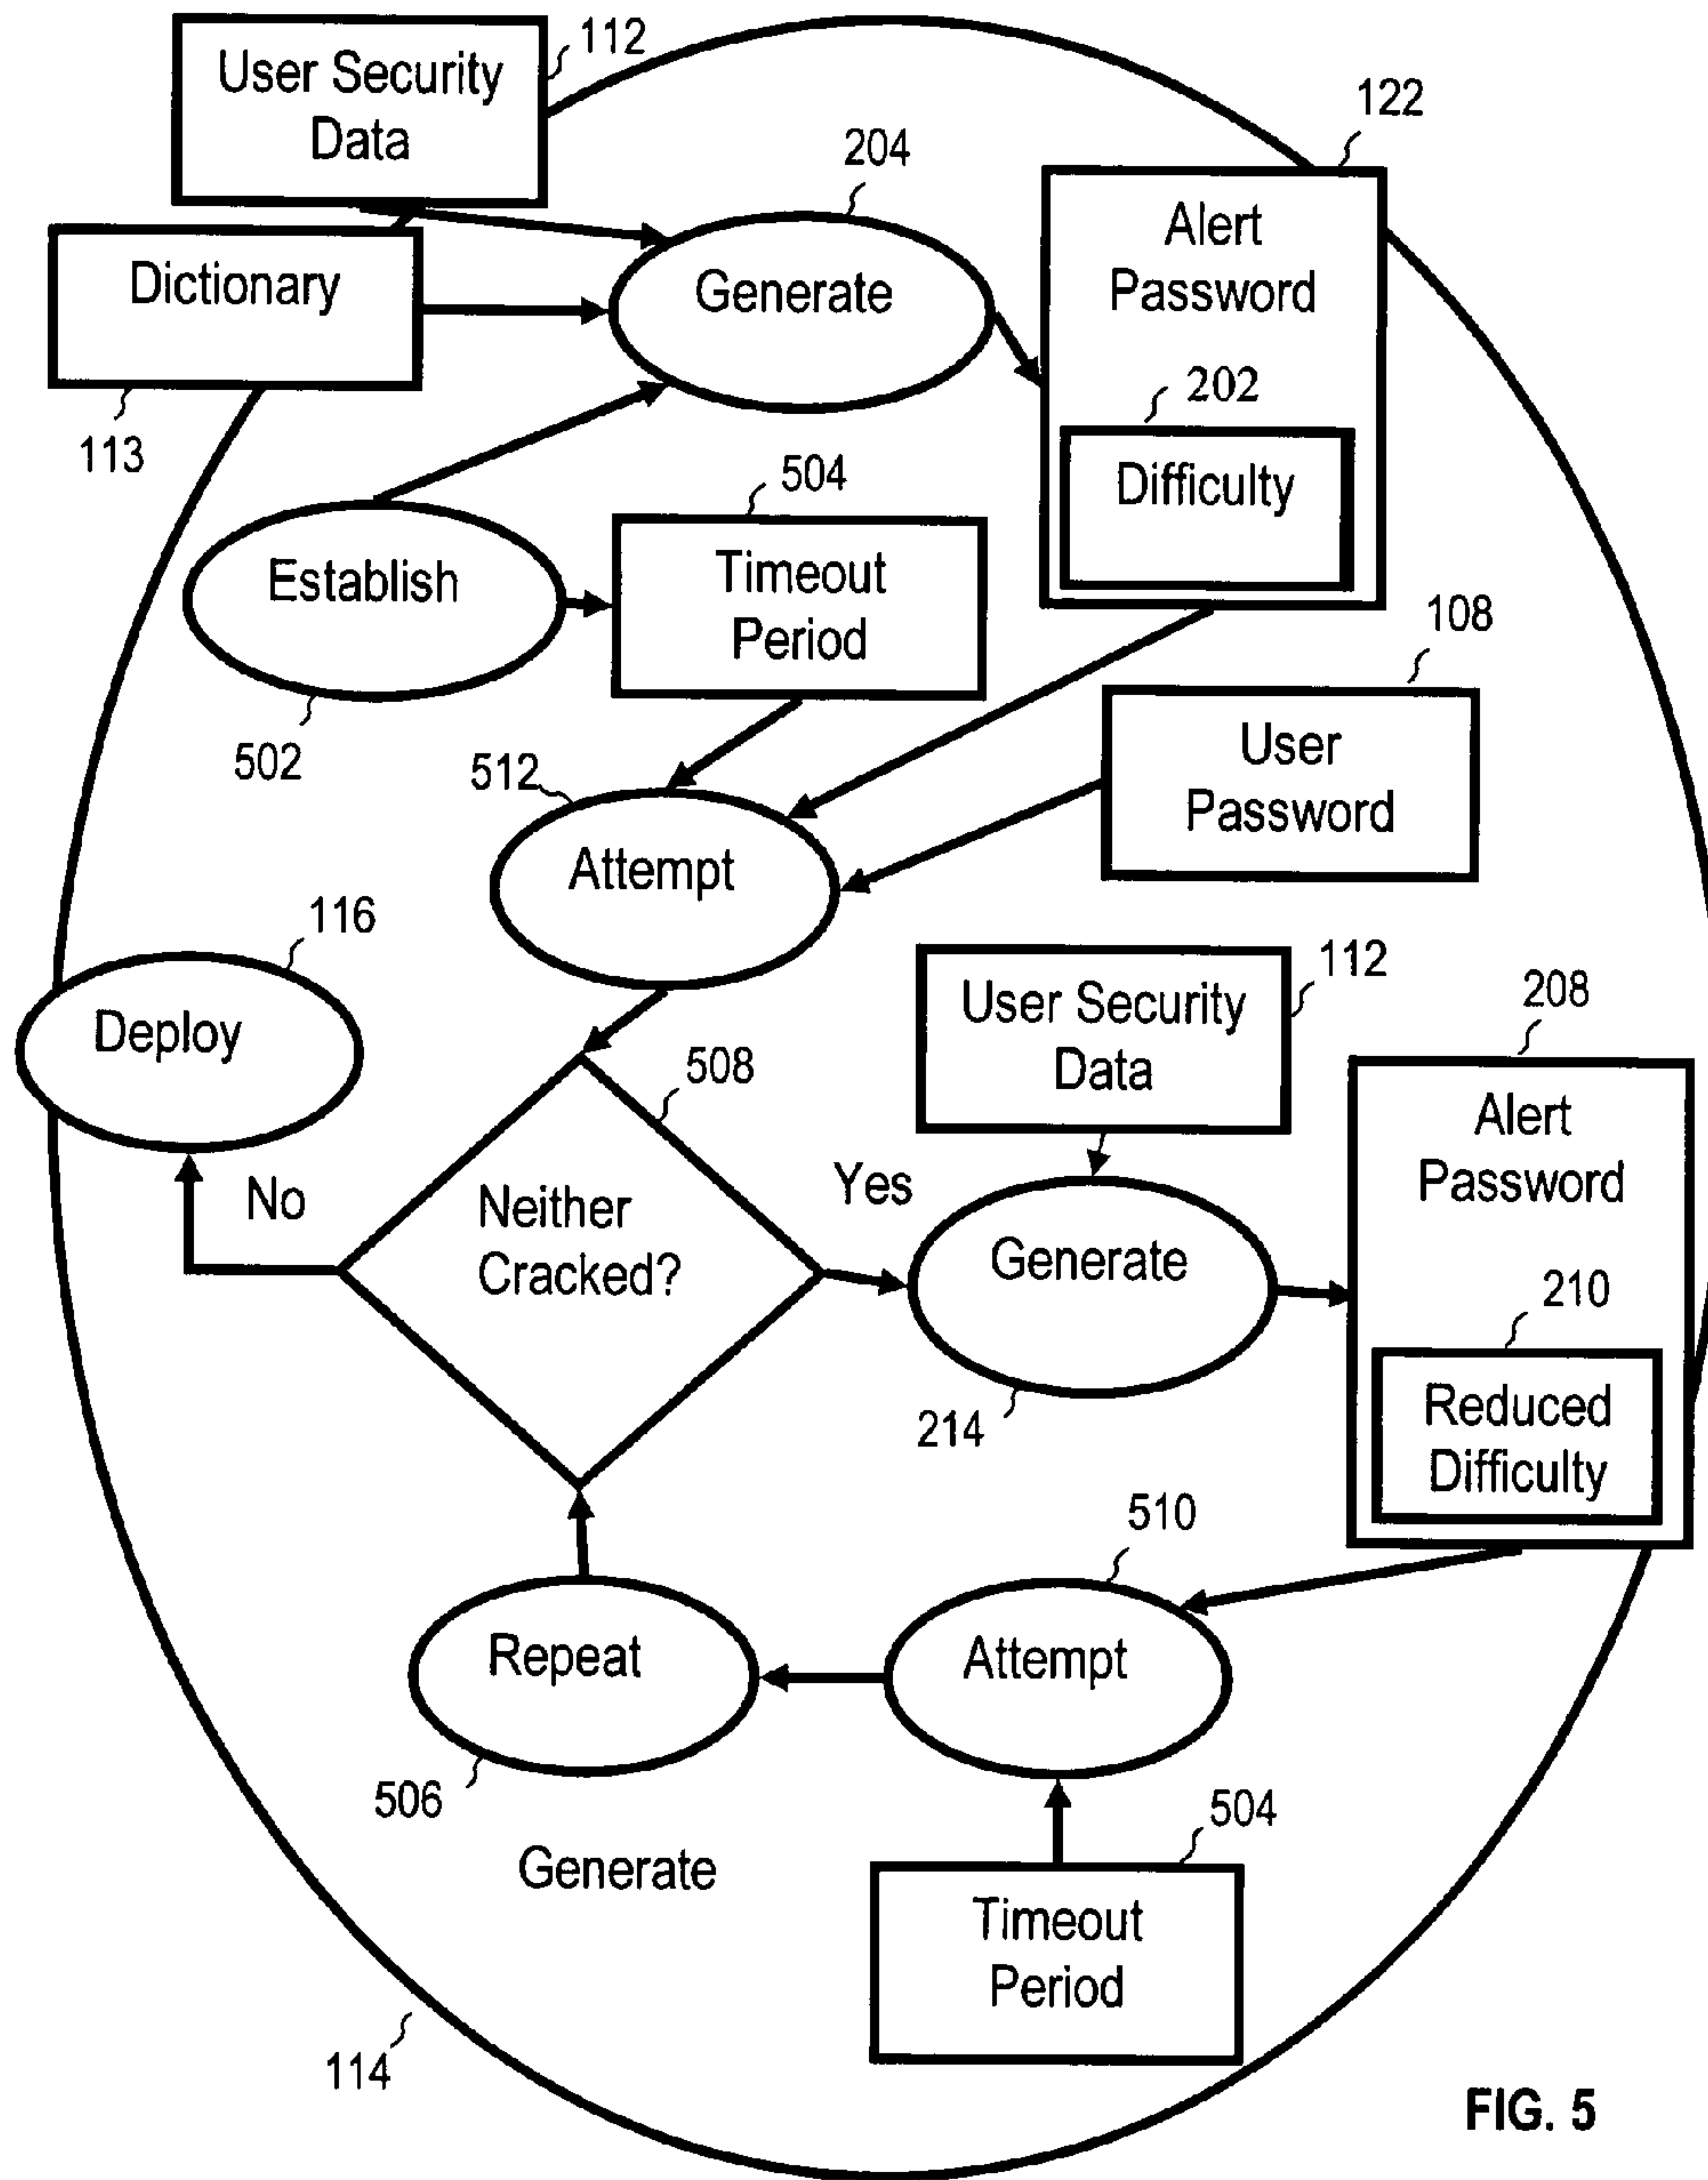 User Security
Data
112
122
204
Alert
Password
Dictionary
Generate
202
113
504
Difficulty
Establish
Timeout
Period
108
502
512
User
Password
Attempt
116
112
User Security
Data
208
Deploy
508
Alert
Password
No
Neither
Cracked?
Yes
Generate
210
214
Reduced
Difficulty
510
Repeat
Attempt
506
504
Generate
Timeout
Period
114
FIG. 5